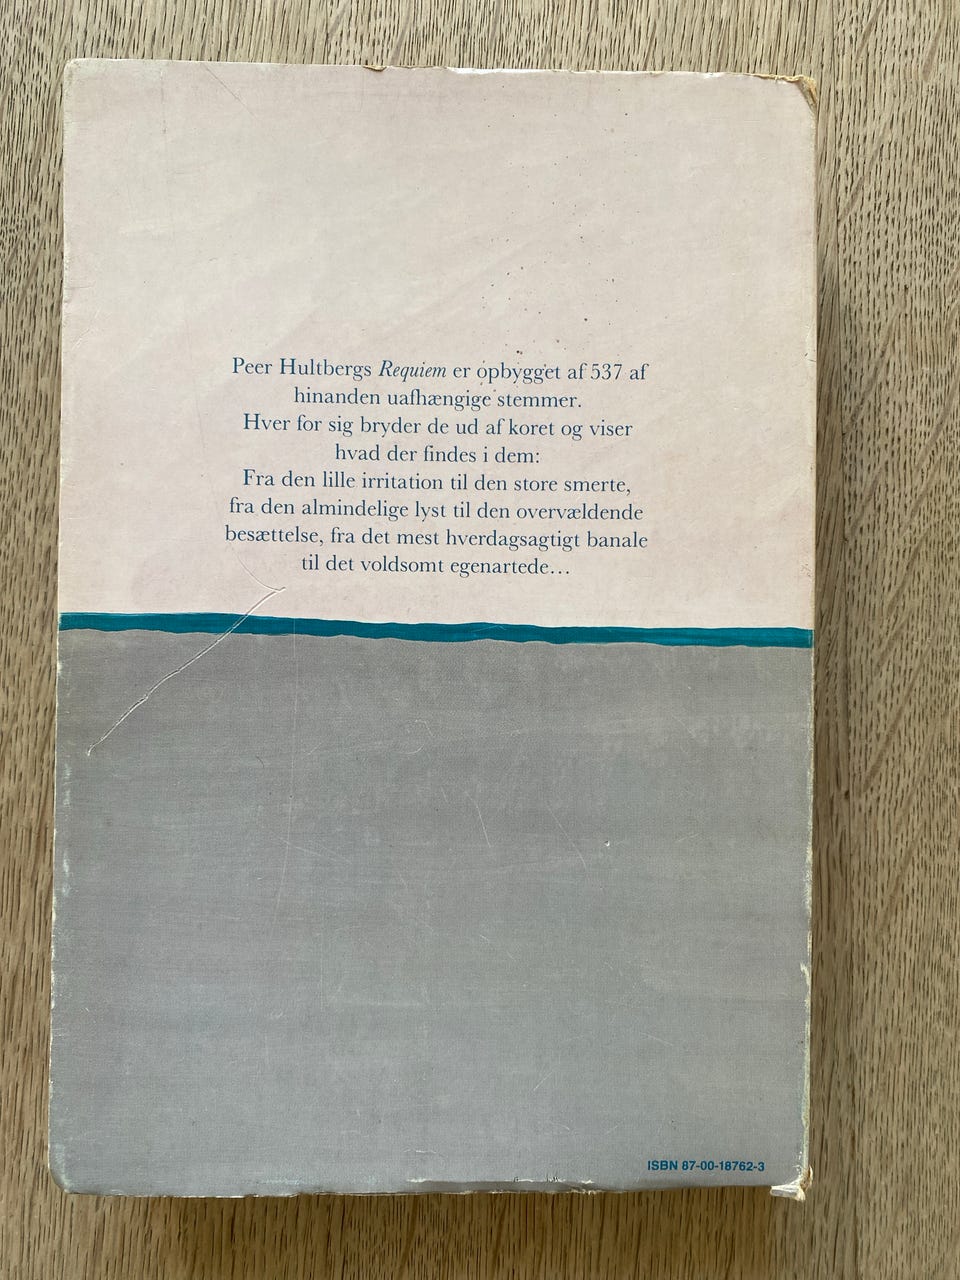 Peer Hultbergs Requiem er opbygget af 537 af
hinanden uafhængige stemmer.
Hver for sig bryder de ud af koret og viser
hvad der findes i dem:
Fra den lille irritation til den store smerte,
fra den almindelige lyst til den overvældende
besættelse, fra det mest hverdagsagtigt banale
til det voldsomt egenartede...
ISBN 87-00-18762-3